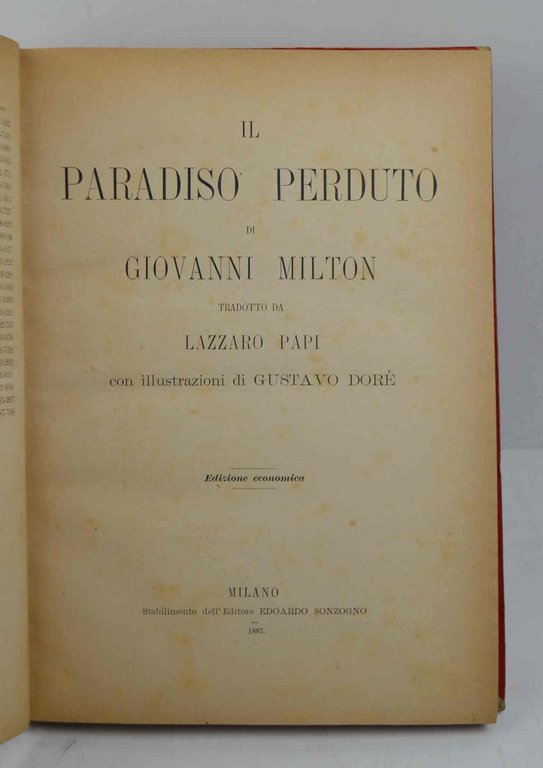 IL
PARADISO PERDUTO
DI
GIOVANNI MILTON
TRADOTTO DA
LAZZARO PAPI
con illustrazioni di GUSTAVO DORÉ
Edizione economica
MILANO
Stabilimento dell'Editore EDOARDO SONZOGNO
—
1887.